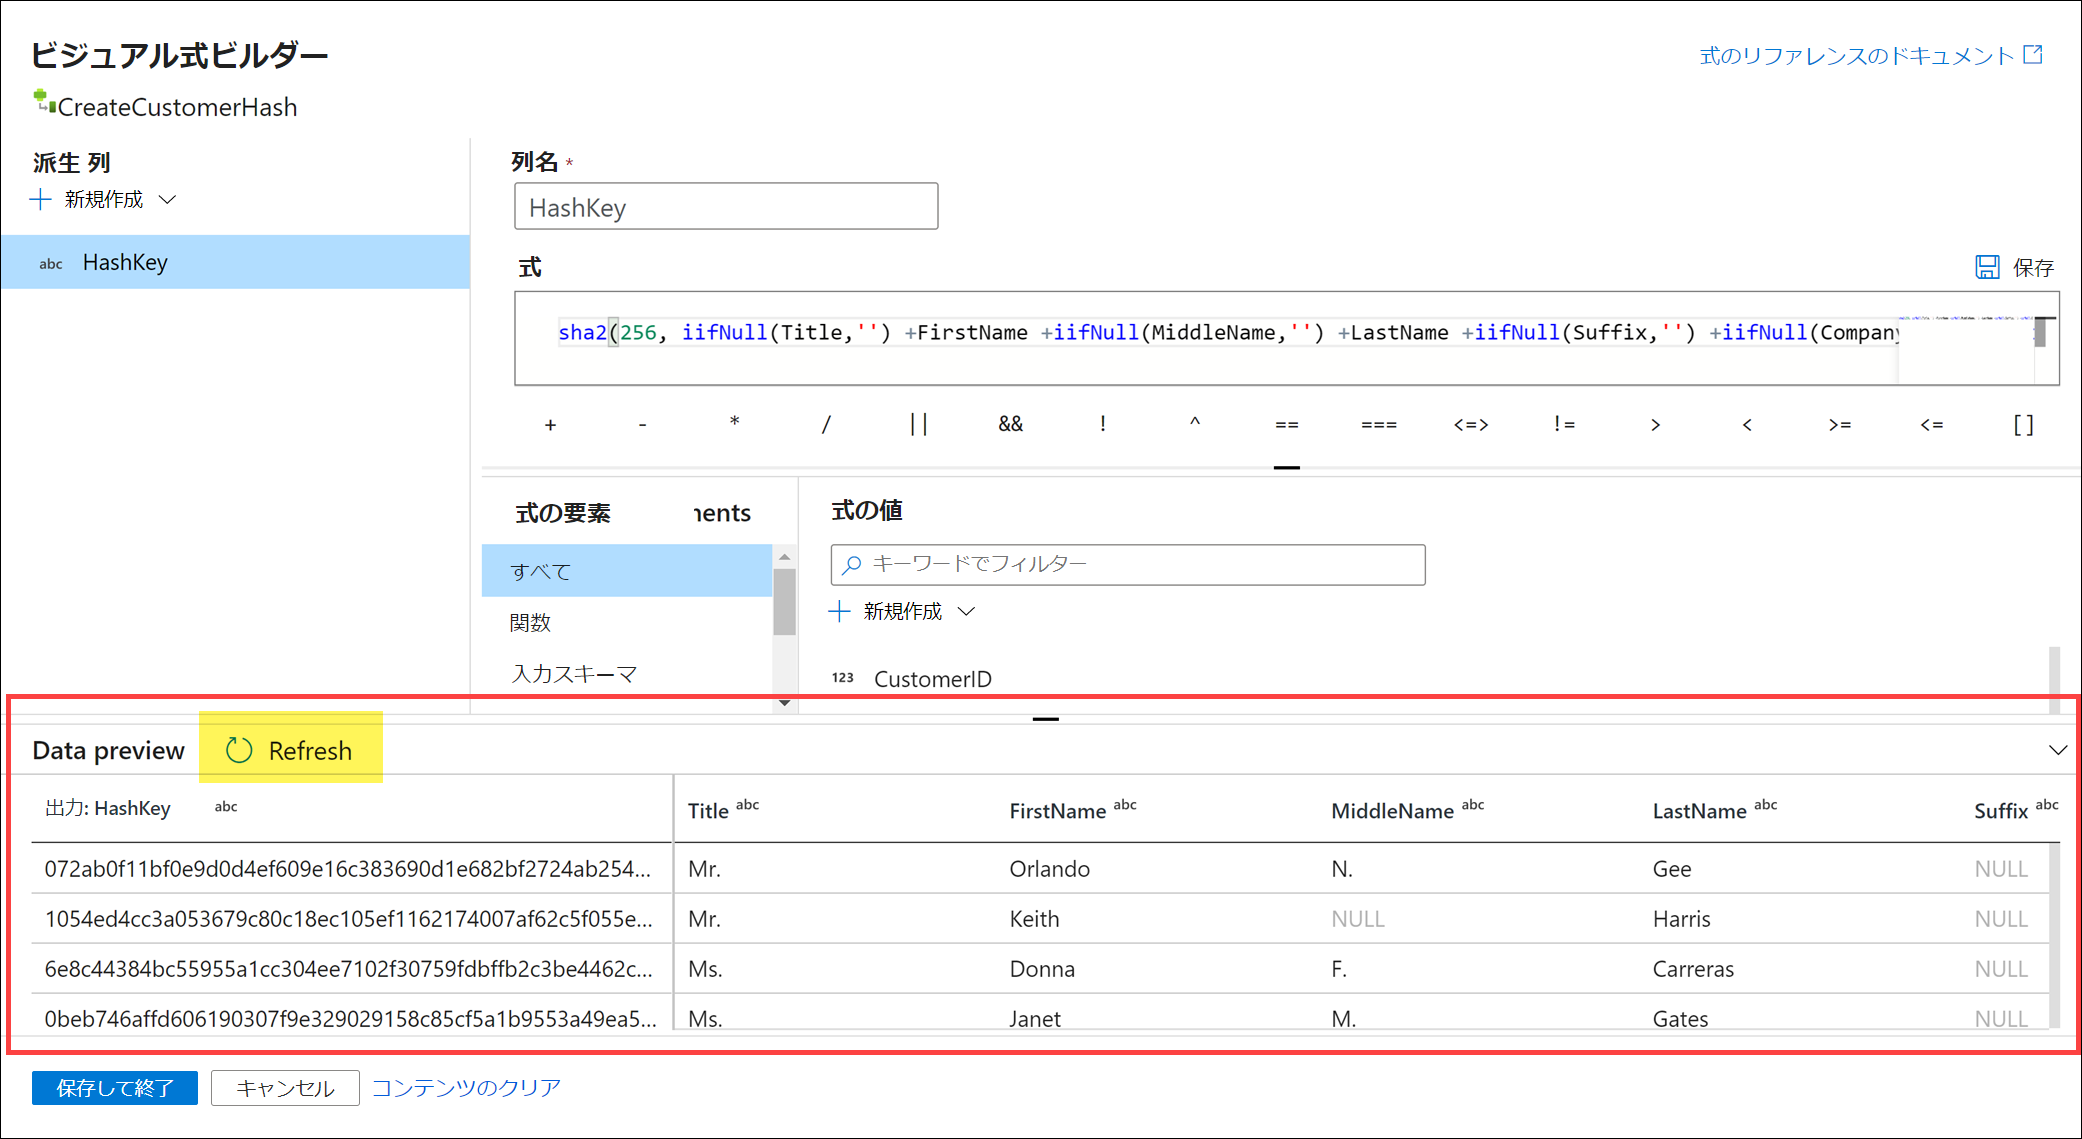 ビジュアル式ビルダー
式のリファレンスのドキュメント
CreateCustomerHash
派生 列
新規作成
abc HashKey
列名 *
HashKey
式
保存
sha2(256, iifNull(Title,'') +FirstName +iifNull(MiddleName,'') +LastName +iifNull(Suffix,'') +iifNull(Company
+ - * / || && ! ^ == === <=> != > < >= <= []
式の要素 nents
すべて
関数
入力スキーマ
式の値
キーワードでフィルター
新規作成
123 CustomerID
Data preview Refresh
出力: HashKey abc Title abc FirstName abc MiddleName abc LastName abc Suffix abc
072ab0f11bf0e9d0d4ef609e16c383690d1e682bf2724ab254... Mr. Orlando N. Gee NULL
1054ed4cc3a053679c80c18ec105ef1162174007af62c5f055e... Mr. Keith NULL Harris NULL
6e8c44384bc55955a1cc304ee7102f30759fdbffb2c3be4462c... Ms. Donna F. Carreras NULL
0beb746affd606190307f9e329029158c85cf5a1b9553a49ea5... Ms. Janet M. Gates NULL
保存して終了 キャンセル コンテンツのクリア